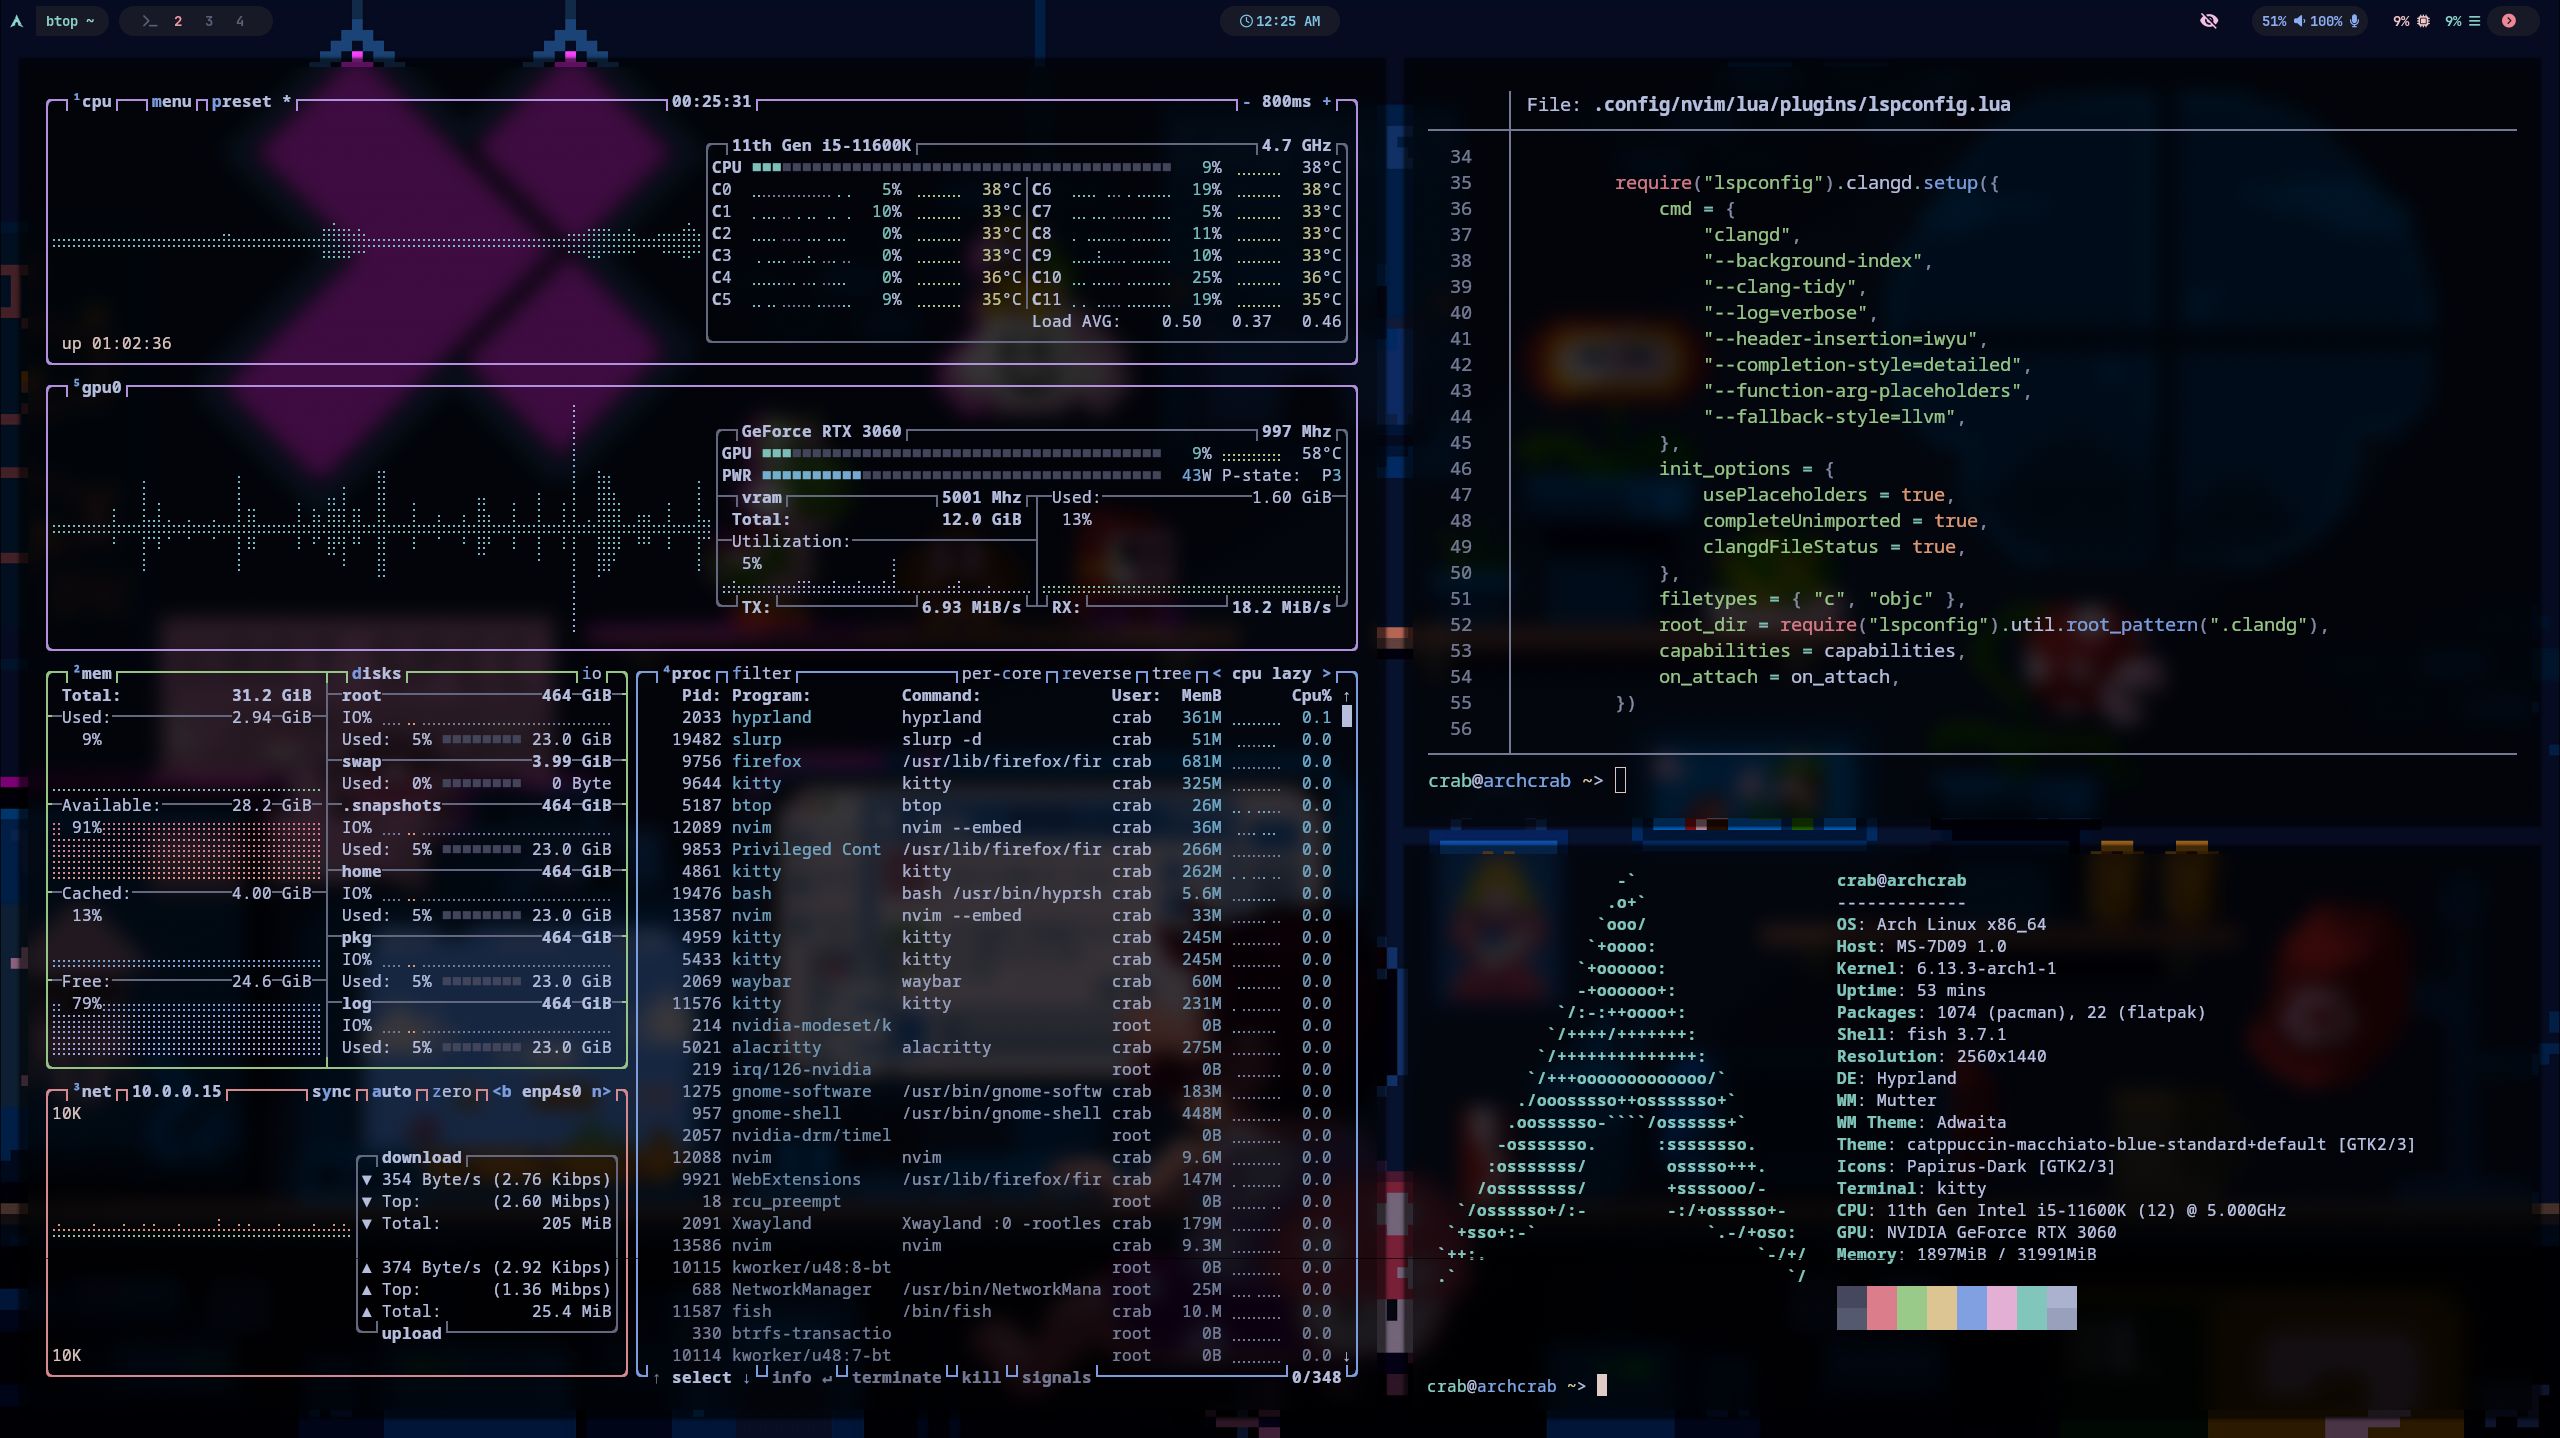 btop ~
2 3 4
12:25 AM
51% 100%
9% 9%
¹cpu menu preset * 00:25:31 - 800ms +
11th Gen i5-11600K 4.7 GHz
CPU 9% 38°C
C0 5% 38°C C6 19% 38°C
C1 10% 33°C C7 5% 33°C
C2 0% 33°C C8 11% 33°C
C3 0% 33°C C9 10% 33°C
C4 0% 36°C C10 25% 36°C
C5 9% 35°C C11 19% 35°C
Load AVG: 0.50 0.37 0.46
up 01:02:36
⁵gpu0
GeForce RTX 3060 997 Mhz
GPU 9% 58°C
PWR 43W P-state: P3
vram 5001 Mhz Used: 1.60 GiB
Total: 12.0 GiB 13%
Utilization:
5%
TX: 6.93 MiB/s RX: 18.2 MiB/s
²mem disks io
Total: 31.2 GiB root 464 GiB
Used: 2.94 GiB IO%
9% Used: 5% 23.0 GiB
swap 3.99 GiB
Used: 0% 0 Byte
Available: 28.2 GiB .snapshots 464 GiB
91% IO%
Used: 5% 23.0 GiB
home 464 GiB
Cached: 4.00 GiB IO%
13% Used: 5% 23.0 GiB
pkg 464 GiB
IO%
Free: 24.6 GiB Used: 5% 23.0 GiB
79% log 464 GiB
IO%
Used: 5% 23.0 GiB
³net 10.0.0.15 sync auto zero <b enp4s0 n>
10K
download
▼ 354 Byte/s (2.76 Kibps)
▼ Top: (2.60 Mibps)
▼ Total: 205 MiB
▲ 374 Byte/s (2.92 Kibps)
▲ Top: (1.36 Mibps)
▲ Total: 25.4 MiB
upload
10K
⁴proc filter per-core reverse tree < cpu lazy >
Pid: Program: Command: User: MemB Cpu% ↑
2033 hyprland hyprland crab 361M 0.1
19482 slurp slurp -d crab 51M 0.0
9756 firefox /usr/lib/firefox/fir crab 681M 0.0
9644 kitty kitty crab 325M 0.0
5187 btop btop crab 26M 0.0
12089 nvim nvim --embed crab 36M 0.0
9853 Privileged Cont /usr/lib/firefox/fir crab 266M 0.0
4861 kitty kitty crab 262M 0.0
19476 bash bash /usr/bin/hyprsh crab 5.6M 0.0
13587 nvim nvim --embed crab 33M 0.0
4959 kitty kitty crab 245M 0.0
5433 kitty kitty crab 245M 0.0
2069 waybar waybar crab 60M 0.0
11576 kitty kitty crab 231M 0.0
214 nvidia-modeset/k root 0B 0.0
5021 alacritty alacritty crab 275M 0.0
219 irq/126-nvidia root 0B 0.0
1275 gnome-software /usr/bin/gnome-softw crab 183M 0.0
957 gnome-shell /usr/bin/gnome-shell crab 448M 0.0
2057 nvidia-drm/timel root 0B 0.0
12088 nvim nvim crab 9.6M 0.0
9921 WebExtensions /usr/lib/firefox/fir crab 147M 0.0
18 rcu_preempt root 0B 0.0
2091 Xwayland Xwayland :0 -rootles crab 179M 0.0
13586 nvim nvim crab 9.3M 0.0
10115 kworker/u48:8-bt root 0B 0.0
688 NetworkManager /usr/bin/NetworkMana root 25M 0.0
11587 fish /bin/fish crab 10.M 0.0
330 btrfs-transactio root 0B 0.0
10114 kworker/u48:7-bt root 0B 0.0 ↓
↑ select ↓ info ↵ terminate kill signals 0/348
File: .config/nvim/lua/plugins/lspconfig.lua
34
35 require("lspconfig").clangd.setup({
36 cmd = {
37 "clangd",
38 "--background-index",
39 "--clang-tidy",
40 "--log=verbose",
41 "--header-insertion=iwyu",
42 "--completion-style=detailed",
43 "--function-arg-placeholders",
44 "--fallback-style=llvm",
45 },
46 init_options = {
47 usePlaceholders = true,
48 completeUnimported = true,
49 clangdFileStatus = true,
50 },
51 filetypes = { "c", "objc" },
52 root_dir = require("lspconfig").util.root_pattern(".clandg"),
53 capabilities = capabilities,
54 on_attach = on_attach,
55 })
56
crab@archcrab ~>
-` crab@archcrab
.o+` -------------
`ooo/ OS: Arch Linux x86_64
`+oooo: Host: MS-7D09 1.0
`+oooooo: Kernel: 6.13.3-arch1-1
-+oooooo+: Uptime: 53 mins
`/:-:++oooo+: Packages: 1074 (pacman), 22 (flatpak)
`/++++/+++++++: Shell: fish 3.7.1
`/++++++++++++++: Resolution: 2560x1440
`/+++ooooooooooooo/` DE: Hyprland
./ooosssso++osssssso+` WM: Mutter
.oossssso-````/ossssss+` WM Theme: Adwaita
-osssssso. :ssssssso. Theme: catppuccin-macchiato-blue-standard+default [GTK2/3]
:osssssss/ osssso+++. Icons: Papirus-Dark [GTK2/3]
/ossssssss/ +ssssooo/- Terminal: kitty
`/ossssso+/:- -:/+osssso+- CPU: 11th Gen Intel i5-11600K (12) @ 5.000GHz
`+sso+:-` `.-/+oso: GPU: NVIDIA GeForce RTX 3060
`++:. `-/+/ Memory: 1897MiB / 31991MiB
.` `/
crab@archcrab ~>